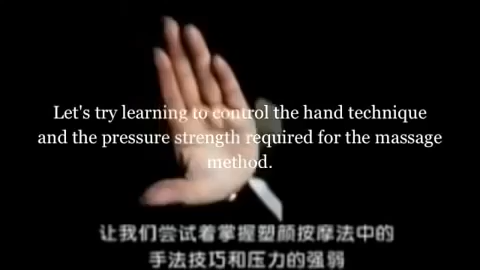 Let's try learning to control the hand technique
and the pressure strength required for the massage
method.
让我们尝试着掌握塑颜按摩法中的
手法技巧和压力的强弱